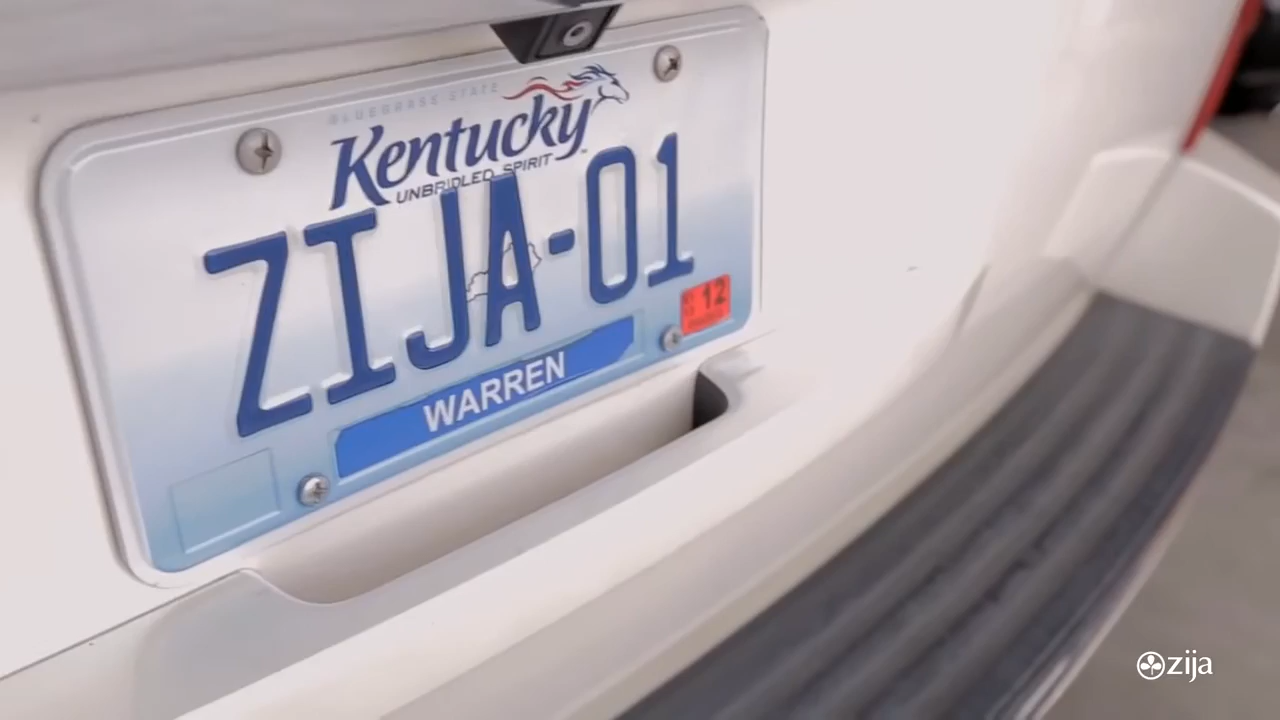 BLUEGRASS STATE
Kentucky
UNBRIDLED SPIRIT
ZIJA-01
12
WARREN
zija